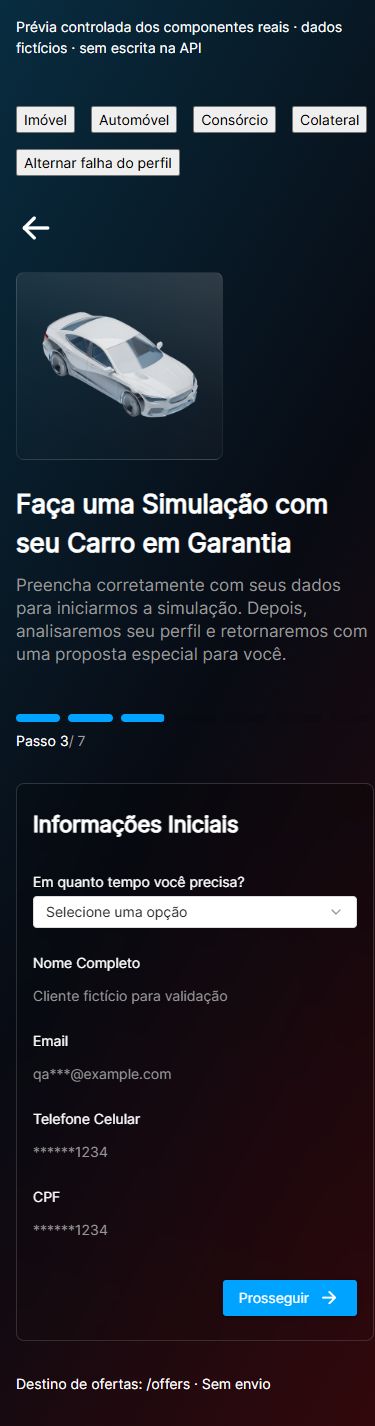 Prévia controlada dos componentes reais · dados
fictícios · sem escrita na API
Imóvel
Automóvel
Consórcio
Colateral
Alternar falha do perfil
Faça uma Simulação com
seu Carro em Garantia
Preencha corretamente com seus dados
para iniciarmos a simulação. Depois,
analisaremos seu perfil e retornaremos com
uma proposta especial para você.
Passo 3/ 7
Informações Iniciais
Em quanto tempo você precisa?
Selecione uma opção
Nome Completo
Cliente fictício para validação
Email
qa***@example.com
Telefone Celular
******1234
CPF
******1234
Prosseguir
Destino de ofertas: /offers · Sem envio